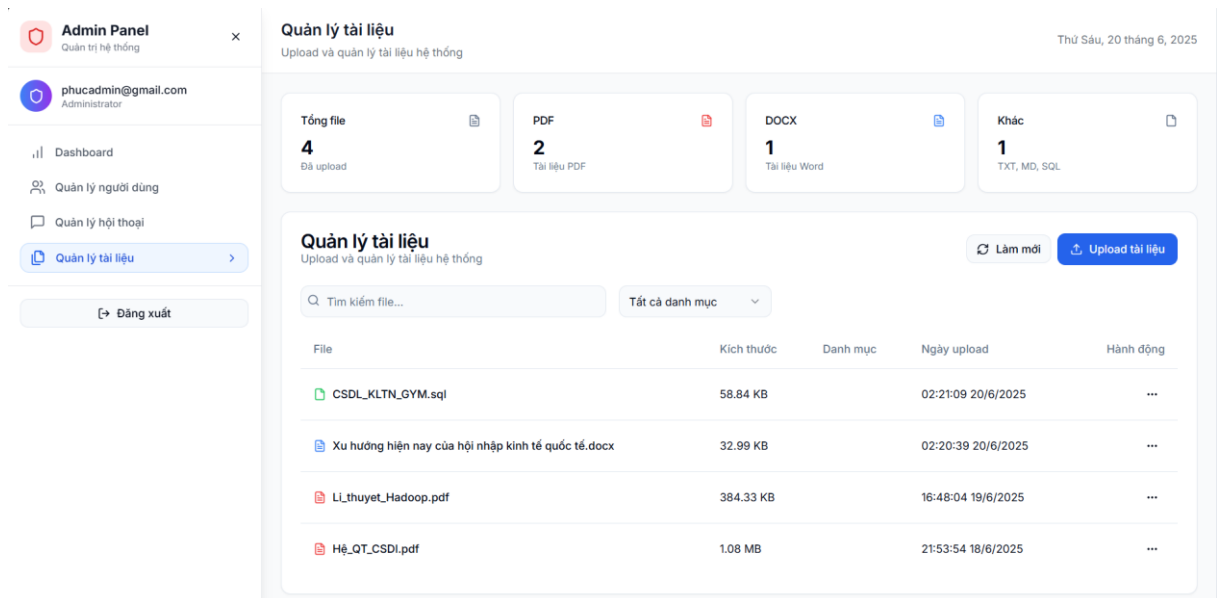 Admin Panel
Quản trị hệ thống
phucadmin@gmail.com
Administrator
Dashboard
Quản lý người dùng
Quản lý hội thoại
Quản lý tài liệu
Đăng xuất
Quản lý tài liệu
Upload và quản lý tài liệu hệ thống
Thứ Sáu, 20 tháng 6, 2025
Tổng file
4
Đã upload
PDF
2
Tài liệu PDF
DOCX
1
Tài liệu Word
Khác
1
TXT, MD, SQL
Quản lý tài liệu
Upload và quản lý tài liệu hệ thống
Làm mới
Upload tài liệu
Tìm kiếm file...
Tất cả danh mục
File Kích thước Danh mục Ngày upload Hành động
CSDL_KLTN_GYM.sql 58.84 KB 02:21:09 20/6/2025 ...
Xu hướng hiện nay của hội nhập kinh tế quốc tế.docx 32.99 KB 02:20:39 20/6/2025 ...
Li_thuyet_Hadoop.pdf 384.33 KB 16:48:04 19/6/2025 ...
Hệ_QT_CSDl.pdf 1.08 MB 21:53:54 18/6/2025 ...